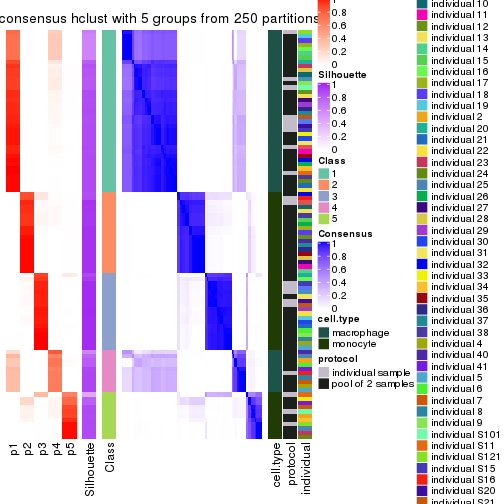 consensus hclust with 5 groups from 250 partitions
0.8
0.6
0.4
0.2
0
Silhouette
1
0.8
0.6
0.4
0.2
0
Class
1
2
3
4
5
Consensus
1
0.8
0.6
0.4
0.2
0
cell.type
macrophage
monocyte
protocol
individual sample
pool of 2 samples
individual 10
individual 11
individual 12
individual 13
individual 14
individual 15
individual 16
individual 17
individual 18
individual 19
individual 2
individual 20
individual 21
individual 22
individual 23
individual 24
individual 25
individual 26
individual 27
individual 28
individual 29
individual 30
individual 31
individual 32
individual 33
individual 34
individual 35
individual 36
individual 37
individual 38
individual 4
individual 40
individual 41
individual 5
individual 6
individual 7
individual 8
individual 9
individual S101
individual S11
individual S121
individual S15
individual S16
individual S20
individual S21
p1
p2
p3
p4
p5
Silhouette
Class
cell.type
protocol
individual